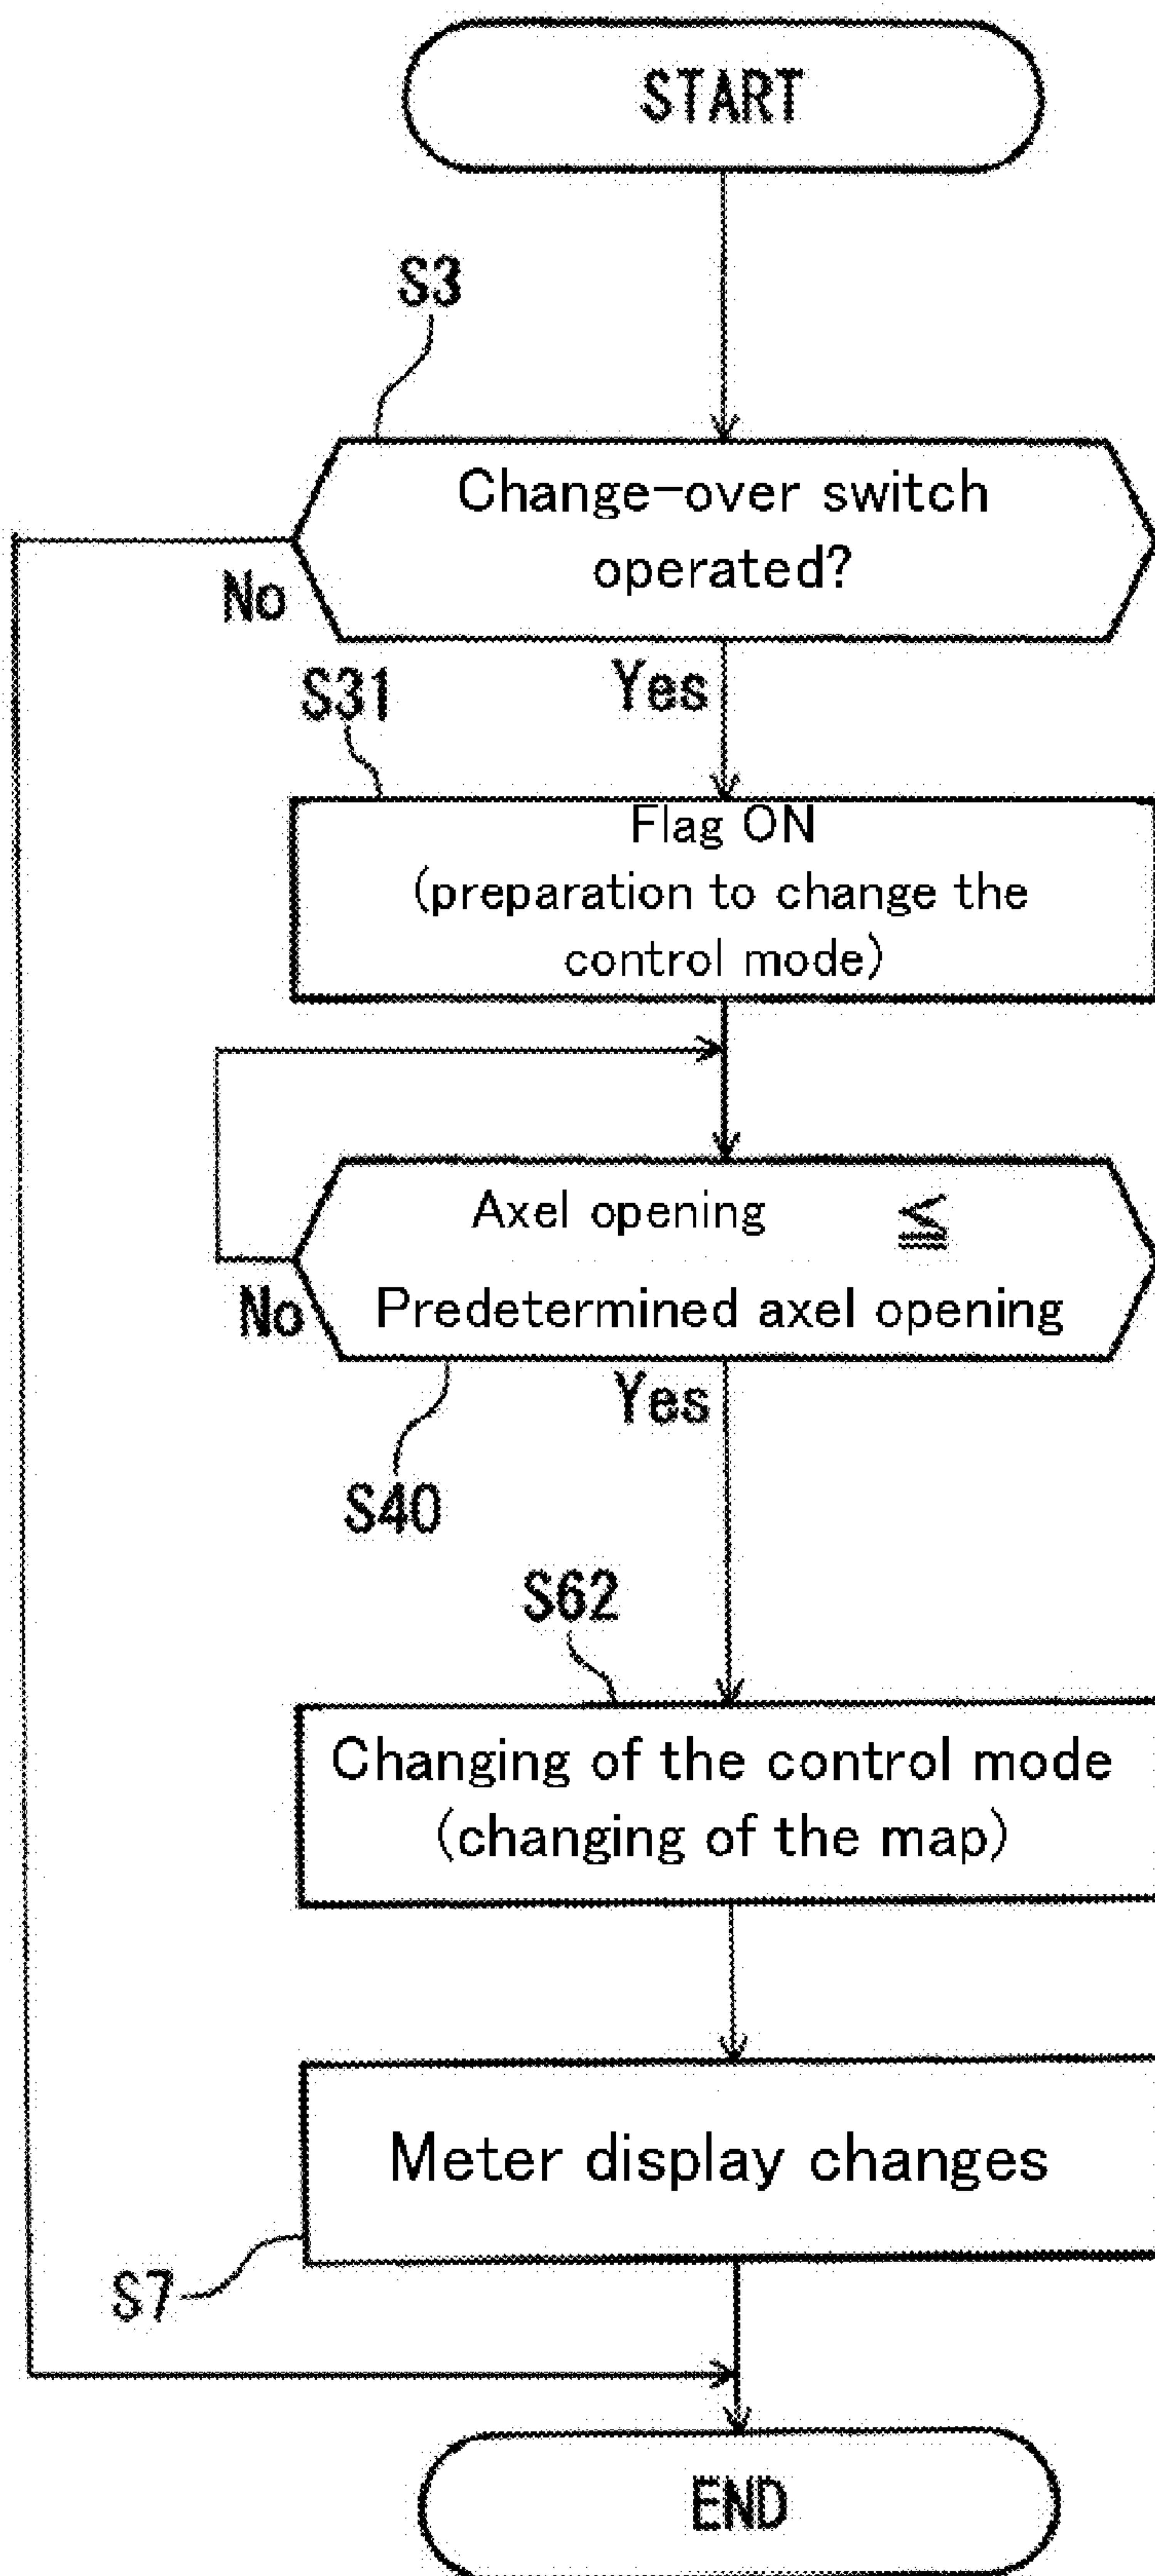 START
S3
Change-over switch
operated?
No
Yes
S31
Flag ON
(preparation to change the
control mode)
Axel opening ≦
Predetermined axel opening
No
Yes
S40
S62
Changing of the control mode
(changing of the map)
Meter display changes
S7
END